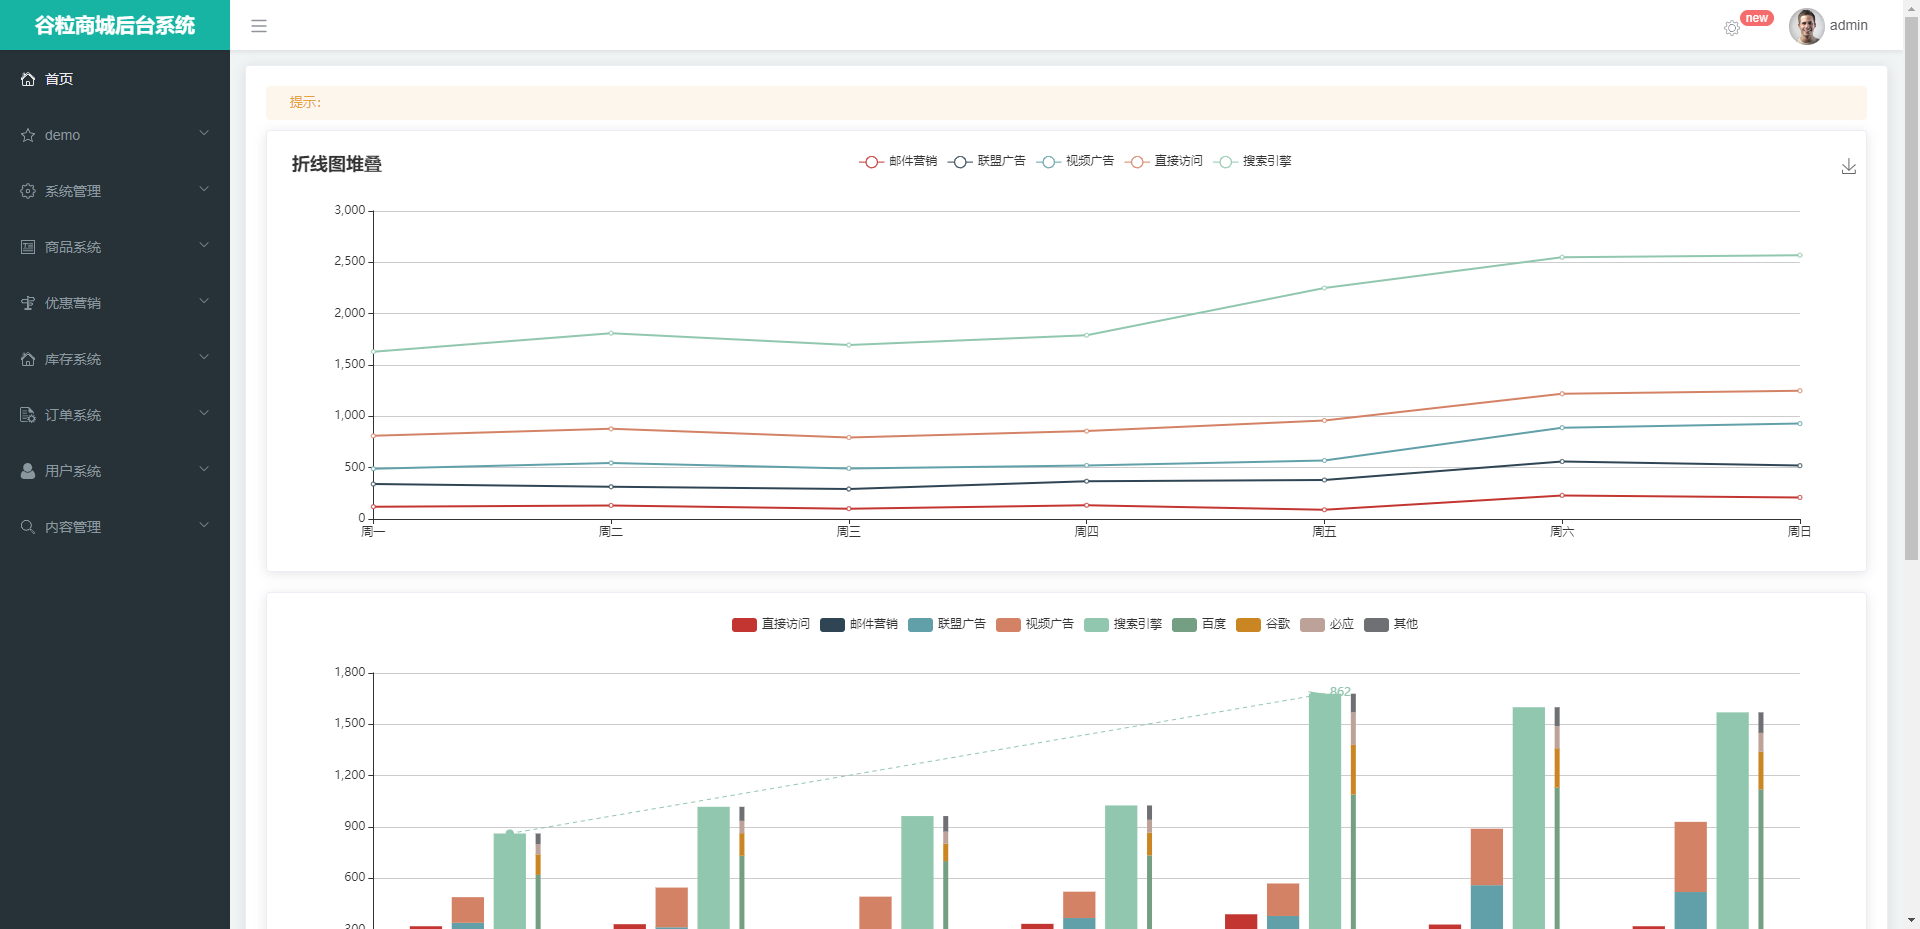 谷粒商城后台系统
new
admin
首页
demo
系统管理
商品系统
优惠营销
库存系统
订单系统
用户系统
内容管理
提示：
折线图堆叠
邮件营销 联盟广告 视频广告 直接访问 搜索引擎
3,000
2,500
2,000
1,500
1,000
500
0
周一 周二 周三 周四 周五 周六 周日
直接访问 邮件营销 联盟广告 视频广告 搜索引擎 百度 谷歌 必应 其他
1,800
862
1,500
1,200
900
600
300